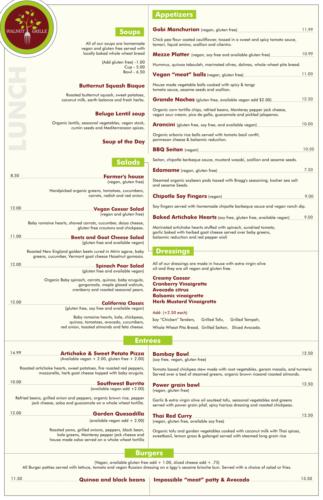 WALNUT GRILLE
LUNCH
Soups
All of our soups are homemade
vegan and gluten free served with
locally baked whole wheat bread
(Add gluten free) -1.00
Cup - 5.00
Bowl - 6.50
Butternut Squash Bisque
Roasted butternut squash, sweet potatoes,
coconut milk, earth balance and fresh herbs.
Beluga Lentil soup
Organic lentils, seasonal vegetables, vegan stock,
cumin seeds and Mediterranean spices.
Soup of the Day
Salads
8.50 Farmer's house
(vegan, gluten free)
Handpicked organic greens, tomatoes, cucumbers,
carrots, radish and red onion.
12.00 Vegan Caesar Salad
(vegan and gluten free)
Baby romaine hearts, shaved carrots, cucumber, dulse cheese,
gluten free croutons and chickpeas.
11.00 Beets and Goat Cheese Salad
(gluten free and available vegan)
Roasted New England golden beets cured in Mirin agave, baby
greens, cucumber, Vermont goat cheese Hazelnut gomasio.
12.00 Spinach Pear Salad
(gluten free and available vegan)
Organic Baby spinach, carrots, quinoa, baby arugula,
gorgonzola, maple glazed walnuts,
cranberry and roasted seasonal pears.
12.00 California Classic
(gluten free, soy free and available vegan)
Baby romaine hearts, kale, chickpeas,
quinoa, tomatoes, avocado, cucumber,
red onion, roasted almonds and feta cheese.
Appetizers
Gobi Manchurian (vegan, gluten free) 11.99
Chick pea flour coated cauliflower, tossed in a sweet and spicy tomato sauce,
tamari, liquid amino, scallion and cilantro.
Mezze Platter (vegan, soy free and available gluten free) 10.99
Hummus, quinoa tabouleh, marinated olives, dolmas, whole wheat pita bread.
Vegan "meat" balls (vegan, gluten free) 11.00
House made vegetable balls cooked with spicy & tangy
tomato sauce, sesame seeds and scallion.
Grande Nachos (gluten free, available vegan add $2.00) 12.50
Organic corn tortilla chips, refried beans, Monterey pepper jack cheese,
vegan sour cream, pico de gallo, guacamole and pickled jalapenos.
Arancini (gluten free, soy free, and available vegan) 10.00
Organic arborio rice balls served with tomato basil confit,
parmesan cheese & balsamic reduction.
BBQ Seitan (vegan) 10.00
Seitan, chipotle barbeque sauce, mustard woods, scallion and sesame seeds.
Edamame (vegan, gluten free) 7.50
Steamed organic soybean pods tossed with Bragg's seasoning, kosher sea salt
and sesame Seeds.
Chipotle Soy Fingers (vegan) 9.00
Soy fingers served with homemade chipotle barbeque sauce and vegan ranch dip.
Baked Artichoke Hearts (soy free, gluten free, available vegan) 9.00
Marinated artichoke hearts stuffed with spinach, sundried tomato,
garlic baked with herbed goat cheese served over baby greens,
balsamic reduction and red pepper aioli
Dressings
All of our dressings are made in house with extra virgin olive
oil and they are all vegan and gluten free.
Creamy Caesar
Cranberry Vinaigrette
Avocado citrus
Balsamic vinaigrette
Herb Mustard Vinaigrette
Add: (+2.50 each)
Soy "Chicken" Tenders, Grilled Tofu, Grilled Tempeh,
Whole Wheat Pita Bread, Grilled Seitan, Sliced Avocado.
Entrees
14.99 Artichoke & Sweet Potato Pizza
(Available vegan + 2.00, gluten free + 2.00)
Roasted artichoke hearts, sweet potatoes, fire roasted red peppers,
mozzarella, herb goat cheese topped with baby arugula.
10.00 Southwest Burrito
(available vegan add +2.00)
Refried beans, grilled onion and peppers, organic brown rice, pepper
jack cheese, salsa and guacamole on a whole wheat tortilla.
12.00 Garden Quesadilla
(available vegan add + 2.00)
Roasted pears, grilled onions, peppers, black bean,
kale greens, Monterey pepper jack cheese and
house made salsa served on a whole wheat tortilla
Bombay Bowl 12.50
(soy free, vegan, gluten free)
Tomato based chickpea stew made with root vegetables, garam masala, and turmeric
Served over a bed of steamed greens, organic brown riceand roasted almonds.
Power grain bowl 12.50
(vegan, gluten free)
Garlic & extra virgin olive oil sautéed tofu, seasonal vegetables and greens
served with power grain pilaf, spicy harissa dressing and roasted chickpeas.
Thai Red Curry 12.50
(vegan, gluten free, available soy free)
Organic tofu and garden vegetables cooked with coconut milk with Thai spices,
sweetbasil, lemon grass & galangal served with steamed long grain rice
Burgers
(Vegan, available gluten free add + 1.00, sliced cheese add + .75)
All Burger patties served with lettuce, tomato and vegan Russian dressing on a Iggy's sesame brioche bun. Served with a choice of salad or fries.
11.50 Quinoa and black beans
Impossible "meat" patty & Avocado 15.00